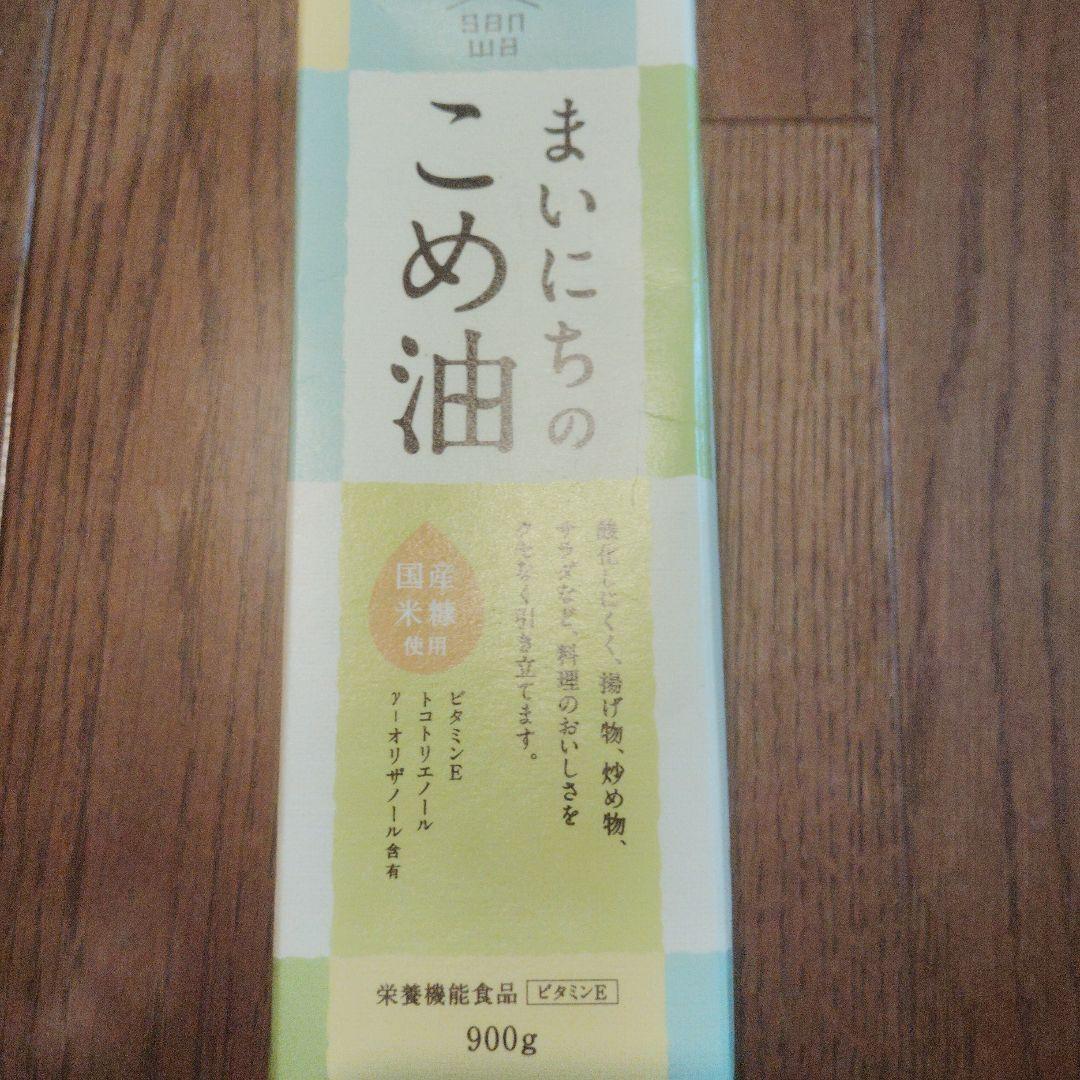 san
wa
まいにちの
こめ油
酸化しにくく、揚げ物、炒め物、
サラダなど、料理のおいしさを
クセなく引き立てます。
国産
米糠
使用
ビタミンE
トコトリエノール
γ-オリザノール含有
栄養機能食品 ビタミンE
900g